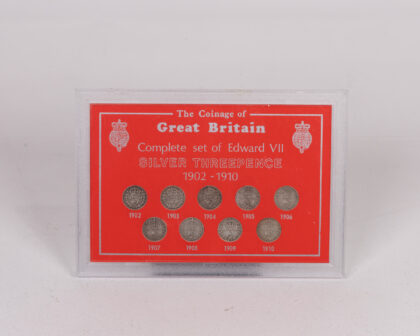 The Coinage of
Great Britain
Complete set of Edward VII
SILVER THREEPENCE
1902 - 1910
1902 1903 1904 1905 1906
1907 1908 1909 1910